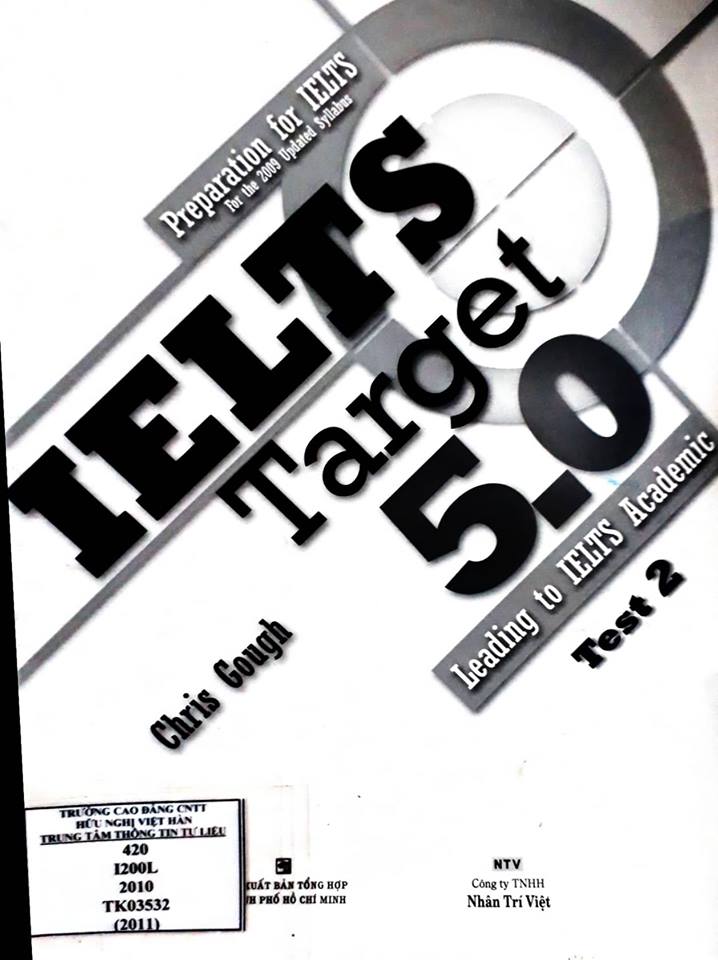 Preparation for IELTS
For the 2009 Updated Syllabus
IELTS
Target
5.0
Leading to IELTS Academic
Test 2
Chris Gough
TRƯỜNG CAO ĐẲNG CNTT
HỮU NGHỊ VIỆT HÀN
TRUNG TÂM THÔNG TIN TƯ LIỆU
420
I200L
2010
TK03532
(2011)
XUẤT BẢN TỔNG HỢP
PHỐ HỒ CHÍ MINH
NTV
Công ty TNHH
Nhân Trí Việt